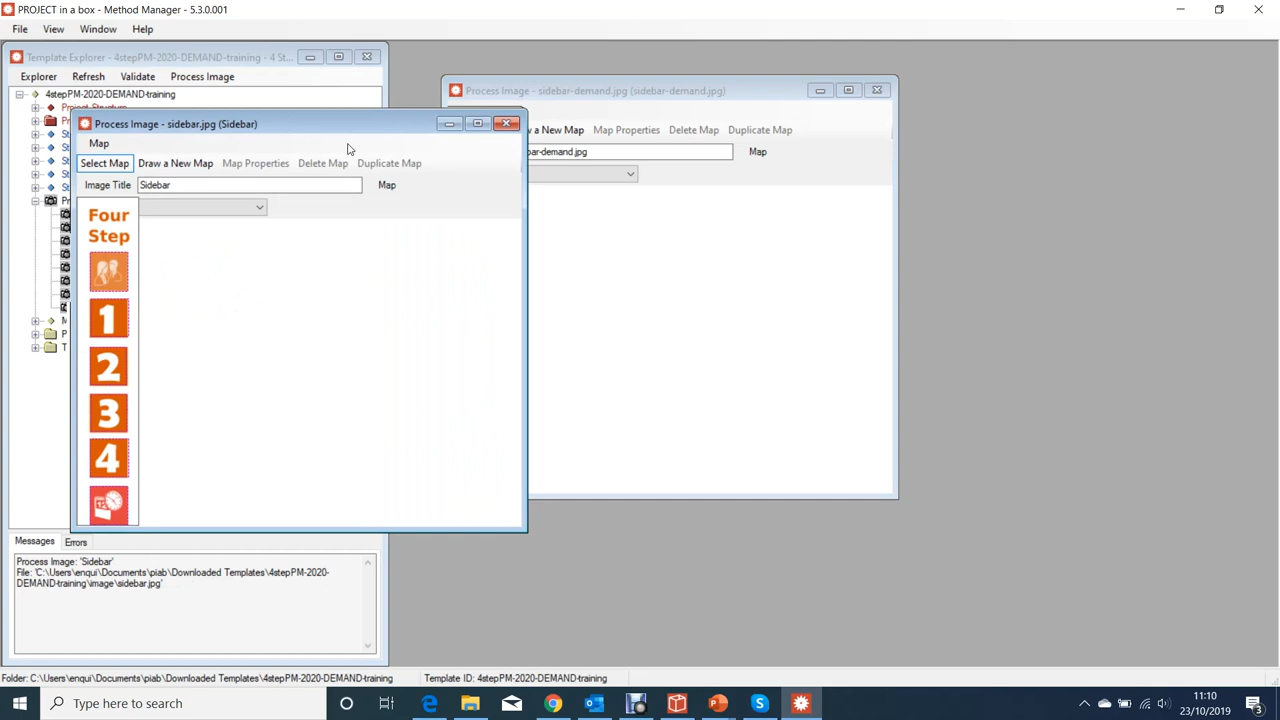 PROJECT in a box - Method Manager - 5.3.0.001
File View Window Help
Template Explorer - 4stepPM-2020-DEMAND-training - 4 St...
Explorer Refresh Validate Process Image
4stepPM-2020-DEMAND-training
Project Structure
Process Image - sidebar-demand.jpg (sidebar-demand.jpg)
a New Map Map Properties Delete Map Duplicate Map
bar-demand.jpg Map
Process Image - sidebar.jpg (Sidebar)
Map
Select Map Draw a New Map Map Properties Delete Map Duplicate Map
Image Title Sidebar Map
Four
Step
1
2
3
4
Messages Errors
Process Image: 'Sidebar'
File: 'C:\Users\enqui\Documents\piab\Downloaded Templates\4stepPM-2020-
DEMAND-training\image\sidebar.jpg'
Folder: C:\Users\enqui\Documents\piab\Downloaded Templates\4stepPM-2020-DEMAND-training Template ID: 4stepPM-2020-DEMAND-training
Type here to search
11:10
23/10/2019
3